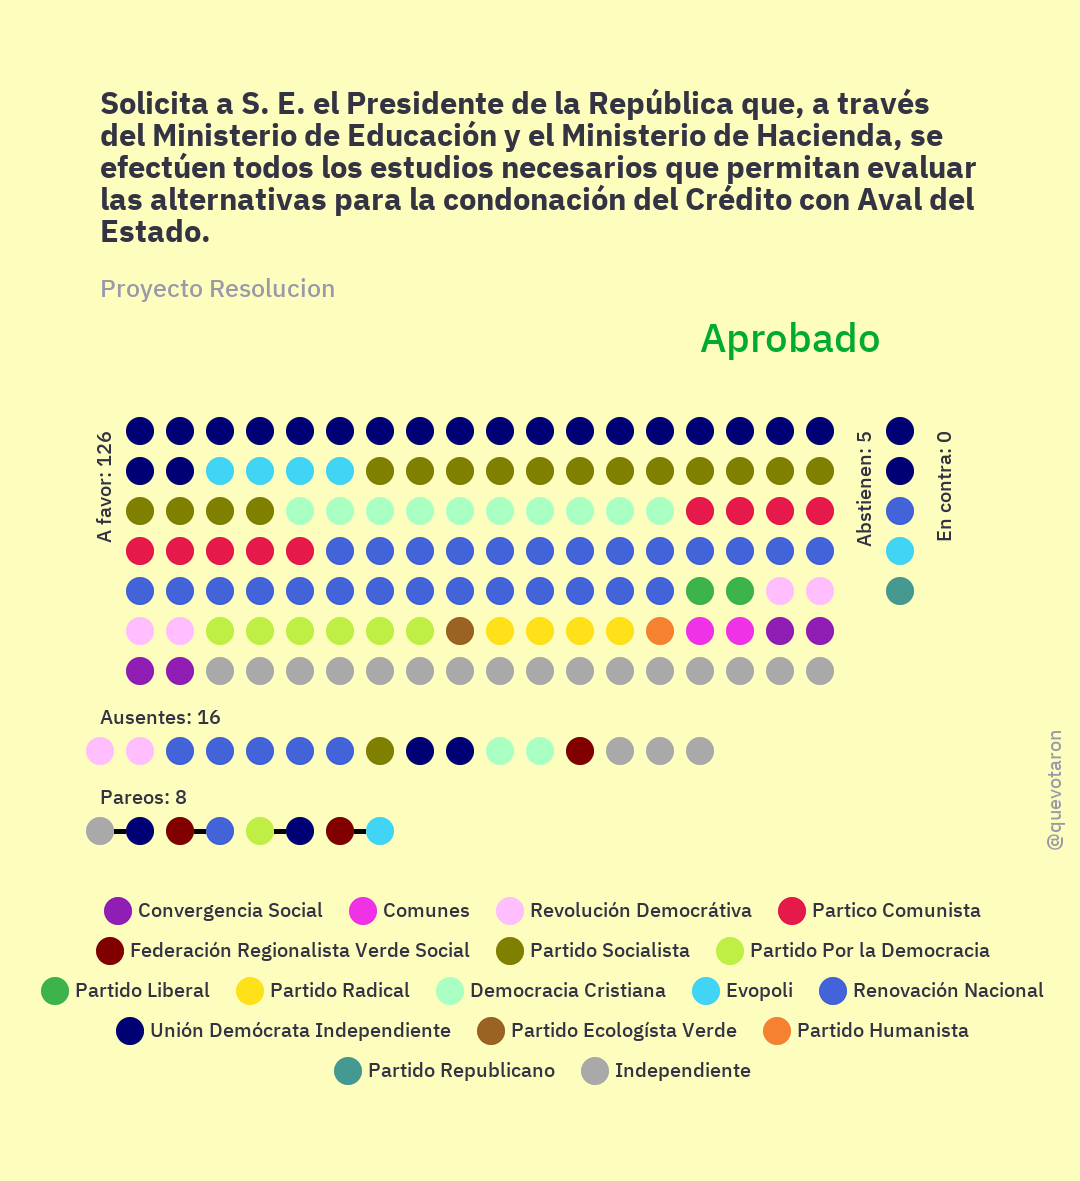 Solicita a S. E. el Presidente de la República que, a través
del Ministerio de Educación y el Ministerio de Hacienda, se
efectúen todos los estudios necesarios que permitan evaluar
las alternativas para la condonación del Crédito con Aval del
Estado.
Proyecto Resolucion
Aprobado
A favor: 126
Abstienen: 5
En contra: 0
Ausentes: 16
Pareos: 8
@quevotaron
Convergencia Social
Comunes
Revolución Democrátiva
Partico Comunista
Federación Regionalista Verde Social
Partido Socialista
Partido Por la Democracia
Partido Liberal
Partido Radical
Democracia Cristiana
Evopoli
Renovación Nacional
Unión Demócrata Independiente
Partido Ecologísta Verde
Partido Humanista
Partido Republicano
Independiente